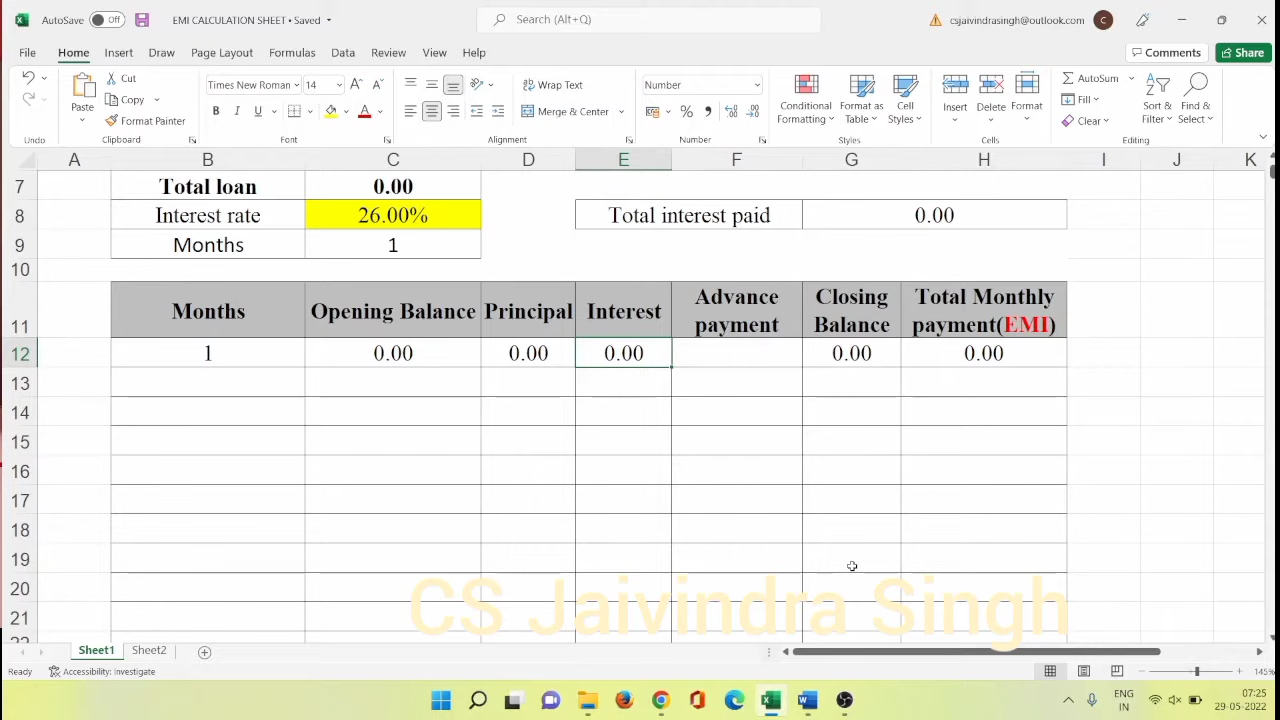 AutoSave Off EMI CALCULATION SHEET • Saved Search (Alt+Q) csjaivindrasingh@outlook.com C
File Home Insert Draw Page Layout Formulas Data Review View Help Comments Share
Cut Times New Roman 14 Wrap Text Number AutoSum
Paste Copy Conditional Format as Cell Insert Delete Format Fill Sort & Find &
Format Painter B I U Merge & Center Formatting Table Styles Clear Filter Select
Undo Clipboard Font Alignment Number Styles Cells Editing
A B C D E F G H I J K
7 Total loan 0.00
8 Interest rate 26.00% Total interest paid 0.00
9 Months 1
10
11 Months Opening Balance Principal Interest Advance payment Closing Balance Total Monthly payment(EMI)
12 1 0.00 0.00 0.00 0.00 0.00
13
14
15
16
17
18
19
20
21
CS Jaivindra Singh
Sheet1 Sheet2
Ready Accessibility: Investigate 145%
ENG
IN
07:25
29-05-2022